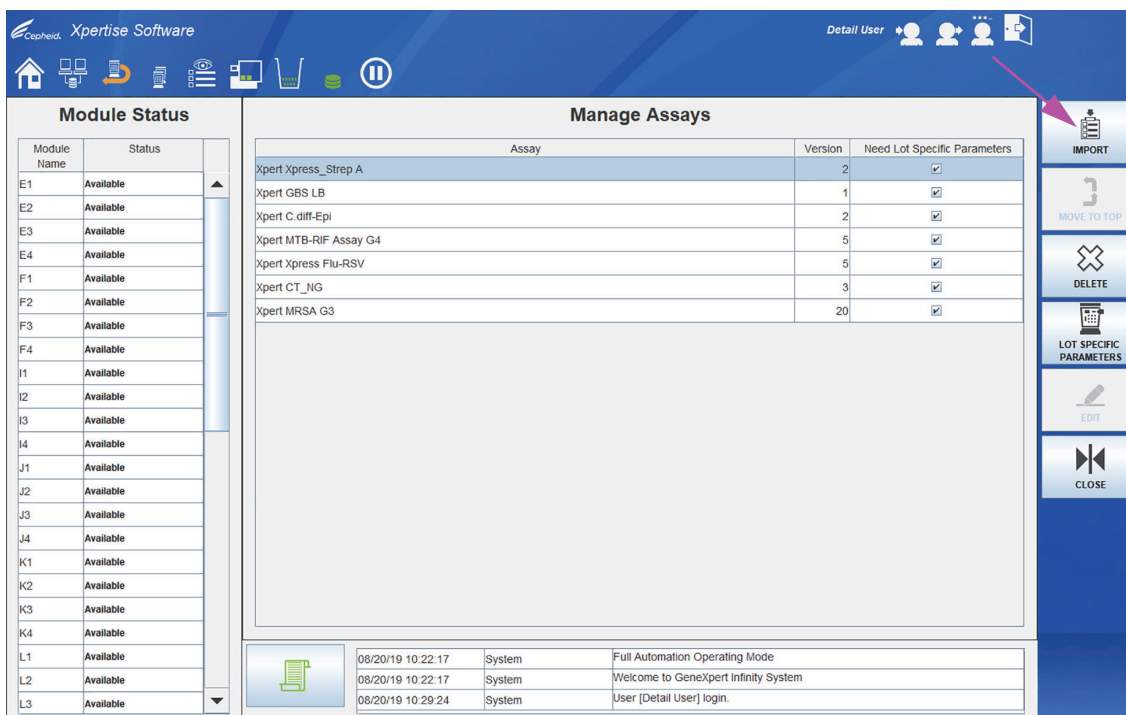 Cepheid. Xpertise Software
Detail User
Module Status
Module Name Status
E1 Available
E2 Available
E3 Available
E4 Available
F1 Available
F2 Available
F3 Available
F4 Available
I1 Available
I2 Available
I3 Available
I4 Available
J1 Available
J2 Available
J3 Available
J4 Available
K1 Available
K2 Available
K3 Available
K4 Available
L1 Available
L2 Available
L3 Available
Manage Assays
Assay Version Need Lot Specific Parameters
Xpert Xpress_Strep A 2
Xpert GBS LB 1
Xpert C.diff-Epi 2
Xpert MTB-RIF Assay G4 5
Xpert Xpress Flu-RSV 5
Xpert CT_NG 3
Xpert MRSA G3 20
08/20/19 10:22:17 System Full Automation Operating Mode
08/20/19 10:22:17 System Welcome to GeneXpert Infinity System
08/20/19 10:29:24 System User [Detail User] login.
IMPORT
MOVE TO TOP
DELETE
LOT SPECIFIC
PARAMETERS
EDIT
CLOSE